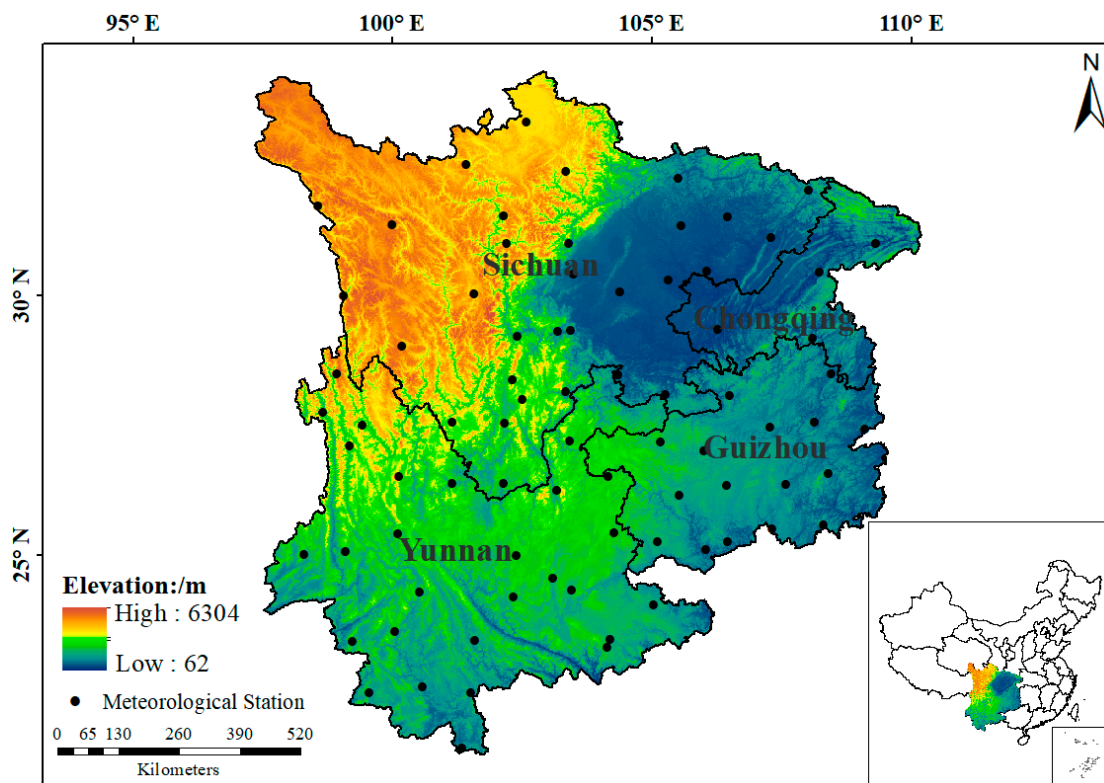 95° E 100° E 105° E 110° E
N
Sichuan
30° N
Chongqing
Guizhou
25° N
Yunnan
Elevation:/m
High : 6304
Low : 62
Meteorological Station
0 65 130 260 390 520
Kilometers